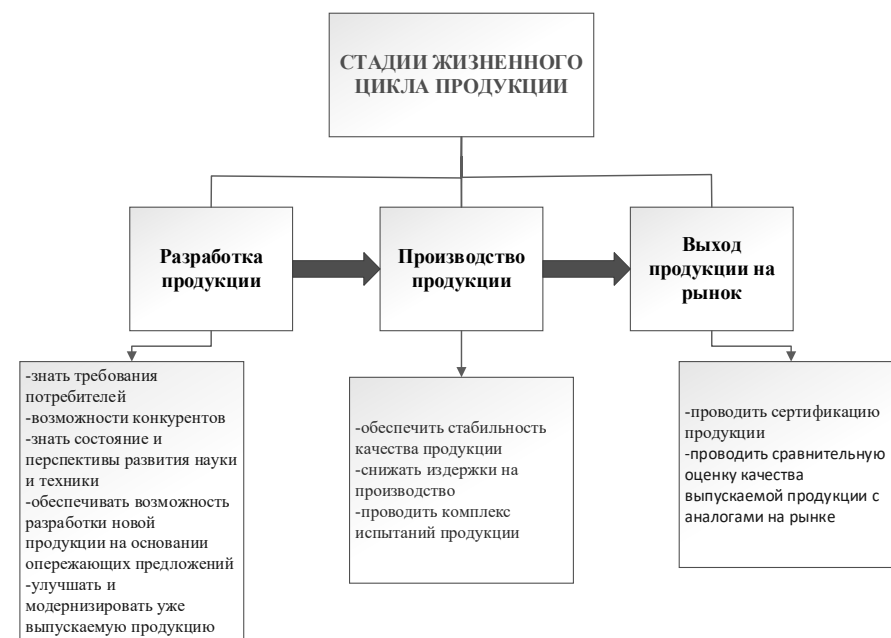 СТАДИИ ЖИЗНЕННОГО
ЦИКЛА ПРОДУКЦИИ
Разработка
продукции
Производство
продукции
Выход
продукции на
рынок
-знать требования
потребителей
-возможности конкурентов
-знать состояние и
перспективы развития науки
и техники
-обеспечивать возможность
разработки новой
продукции на основании
опережающих предложений
-улучшать и
модернизировать уже
выпускаемую продукцию
-обеспечить стабильность
качества продукции
-снижать издержки на
производство
-проводить комплекс
испытаний продукции
-проводить сертификацию
продукции
-проводить сравнительную
оценку качества
выпускаемой продукции с
аналогами на рынке